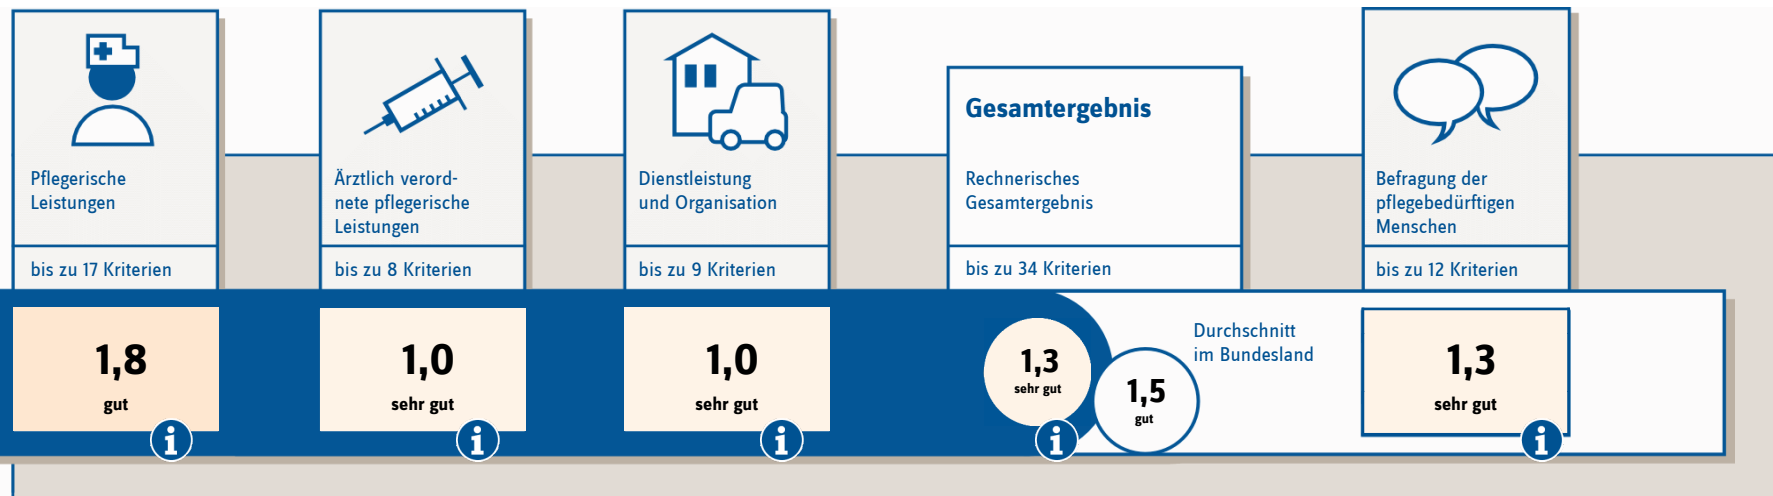 Pflegerische
Leistungen
bis zu 17 Kriterien
1,8
gut
Ärztlich verord-
nete pflegerische
Leistungen
bis zu 8 Kriterien
1,0
sehr gut
Dienstleistung
und Organisation
bis zu 9 Kriterien
1,0
sehr gut
Gesamtergebnis
Rechnerisches
Gesamtergebnis
bis zu 34 Kriterien
1,3
sehr gut
Durchschnitt
im Bundesland
1,5
gut
Befragung der
pflegebedürftigen
Menschen
bis zu 12 Kriterien
1,3
sehr gut